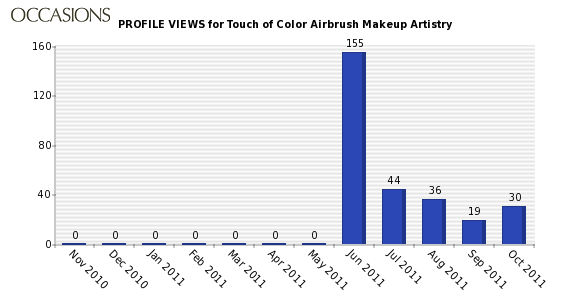 OCCASIONS
PROFILE VIEWS for Touch of Color Airbrush Makeup Artistry
160
120
80
40
0
0 0 0 0 0 0 0 155 44 36 19 30
Nov 2010 Dec 2010 Jan 2011 Feb 2011 Mar 2011 Apr 2011 May 2011 Jun 2011 Jul 2011 Aug 2011 Sep 2011 Oct 2011